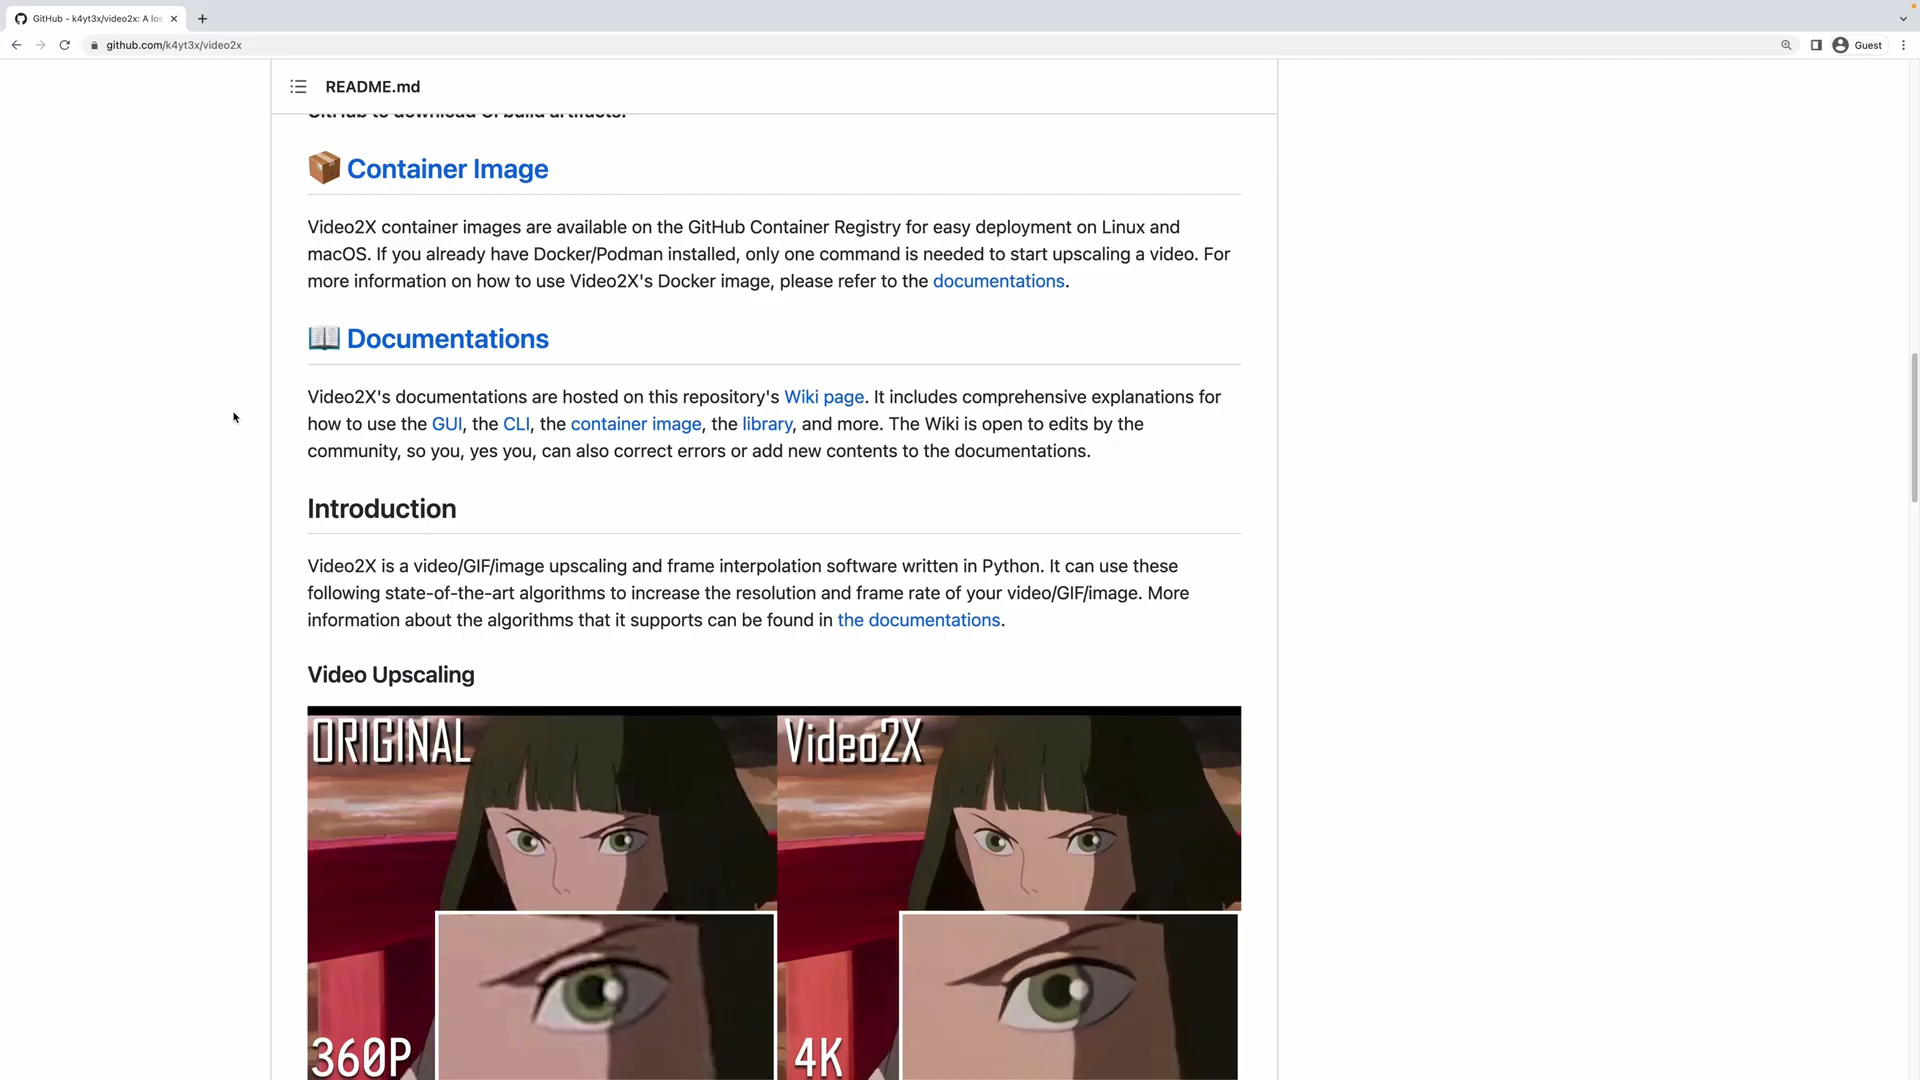 GitHub - k4yt3x/video2x: A los
github.com/k4yt3x/video2x
Guest
README.md
GitHub to download CI build artifacts.
Container Image
Video2X container images are available on the GitHub Container Registry for easy deployment on Linux and
macOS. If you already have Docker/Podman installed, only one command is needed to start upscaling a video. For
more information on how to use Video2X's Docker image, please refer to the documentations.
Documentations
Video2X's documentations are hosted on this repository's Wiki page. It includes comprehensive explanations for
how to use the GUI, the CLI, the container image, the library, and more. The Wiki is open to edits by the
community, so you, yes you, can also correct errors or add new contents to the documentations.
Introduction
Video2X is a video/GIF/image upscaling and frame interpolation software written in Python. It can use these
following state-of-the-art algorithms to increase the resolution and frame rate of your video/GIF/image. More
information about the algorithms that it supports can be found in the documentations.
Video Upscaling
ORIGINAL
Video2X
360P
4K